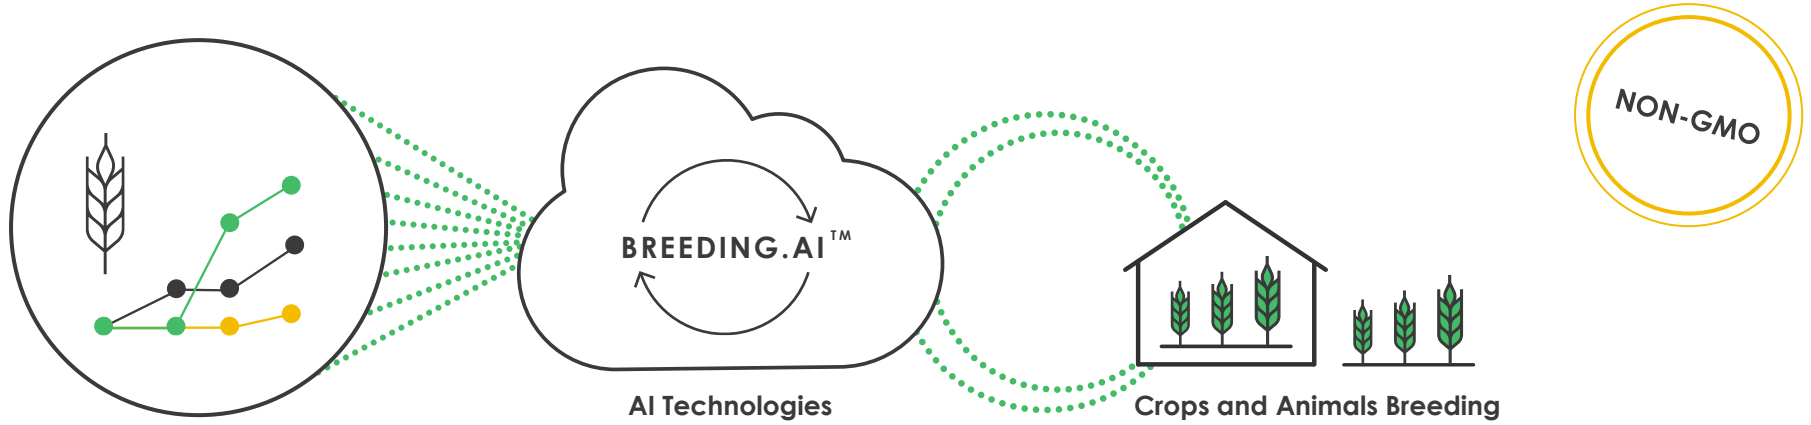 NON-GMO
BREEDING.AI™
AI Technologies
Crops and Animals Breeding